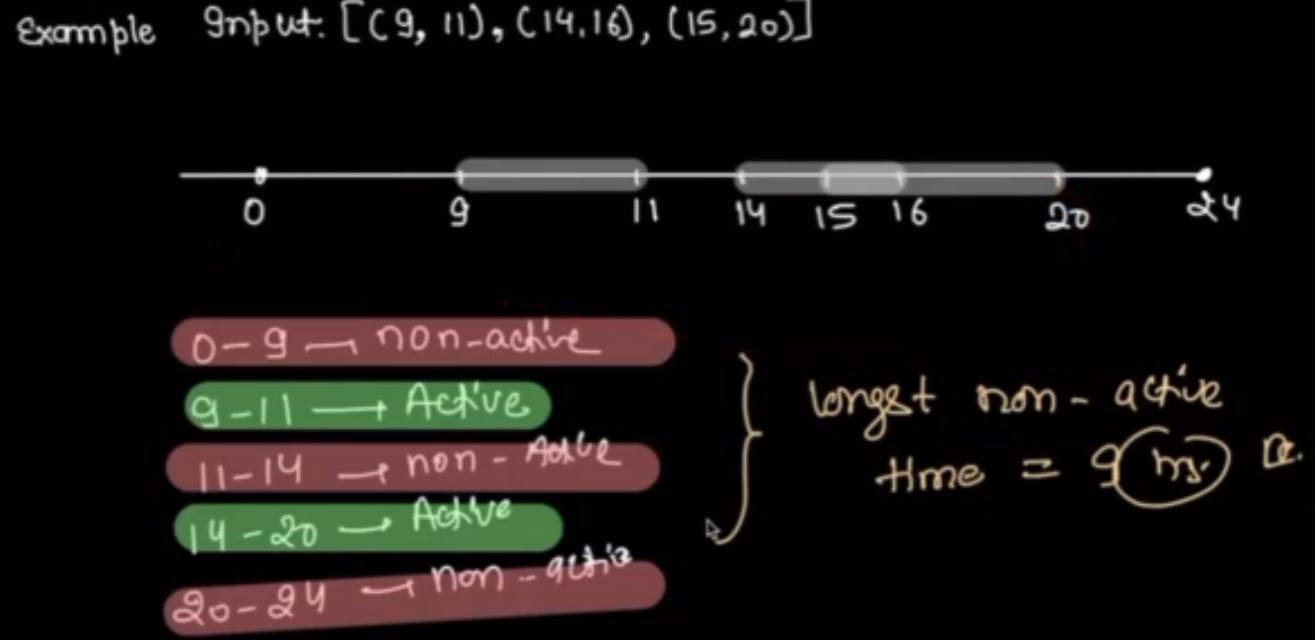 Example Input: [(9, 11), (14,16), (15,20)]
0 9 11 14 15 16 20 24
0-9 — non-active
9-11 → Active
11-14 → non-Active
14-20 → Active
20-24 → non-active
longest non-active
time = 9 hrs.